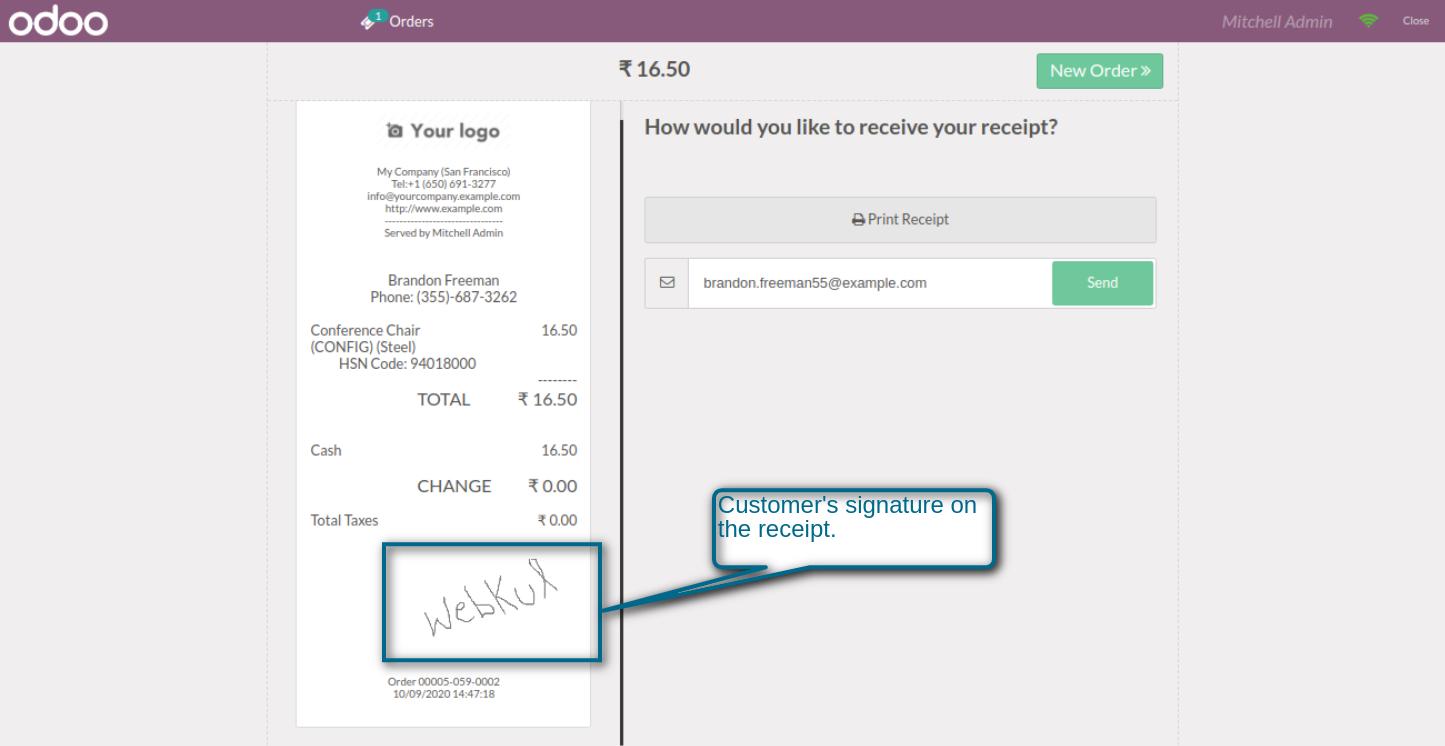 odoo
1 Orders
Mitchell Admin
Close
₹ 16.50
New Order »
Your logo
My Company (San Francisco)
Tel:+1 (650) 691-3277
info@yourcompany.example.com
http://www.example.com
--------------------------------
Served by Mitchell Admin
Brandon Freeman
Phone: (355)-687-3262
Conference Chair 16.50
(CONFIG) (Steel)
HSN Code: 94018000
--------
TOTAL ₹ 16.50
Cash 16.50
CHANGE ₹ 0.00
Total Taxes ₹ 0.00
WebKul
Order 00005-059-0002
10/09/2020 14:47:18
How would you like to receive your receipt?
Print Receipt
brandon.freeman55@example.com
Send
Customer's signature on
the receipt.